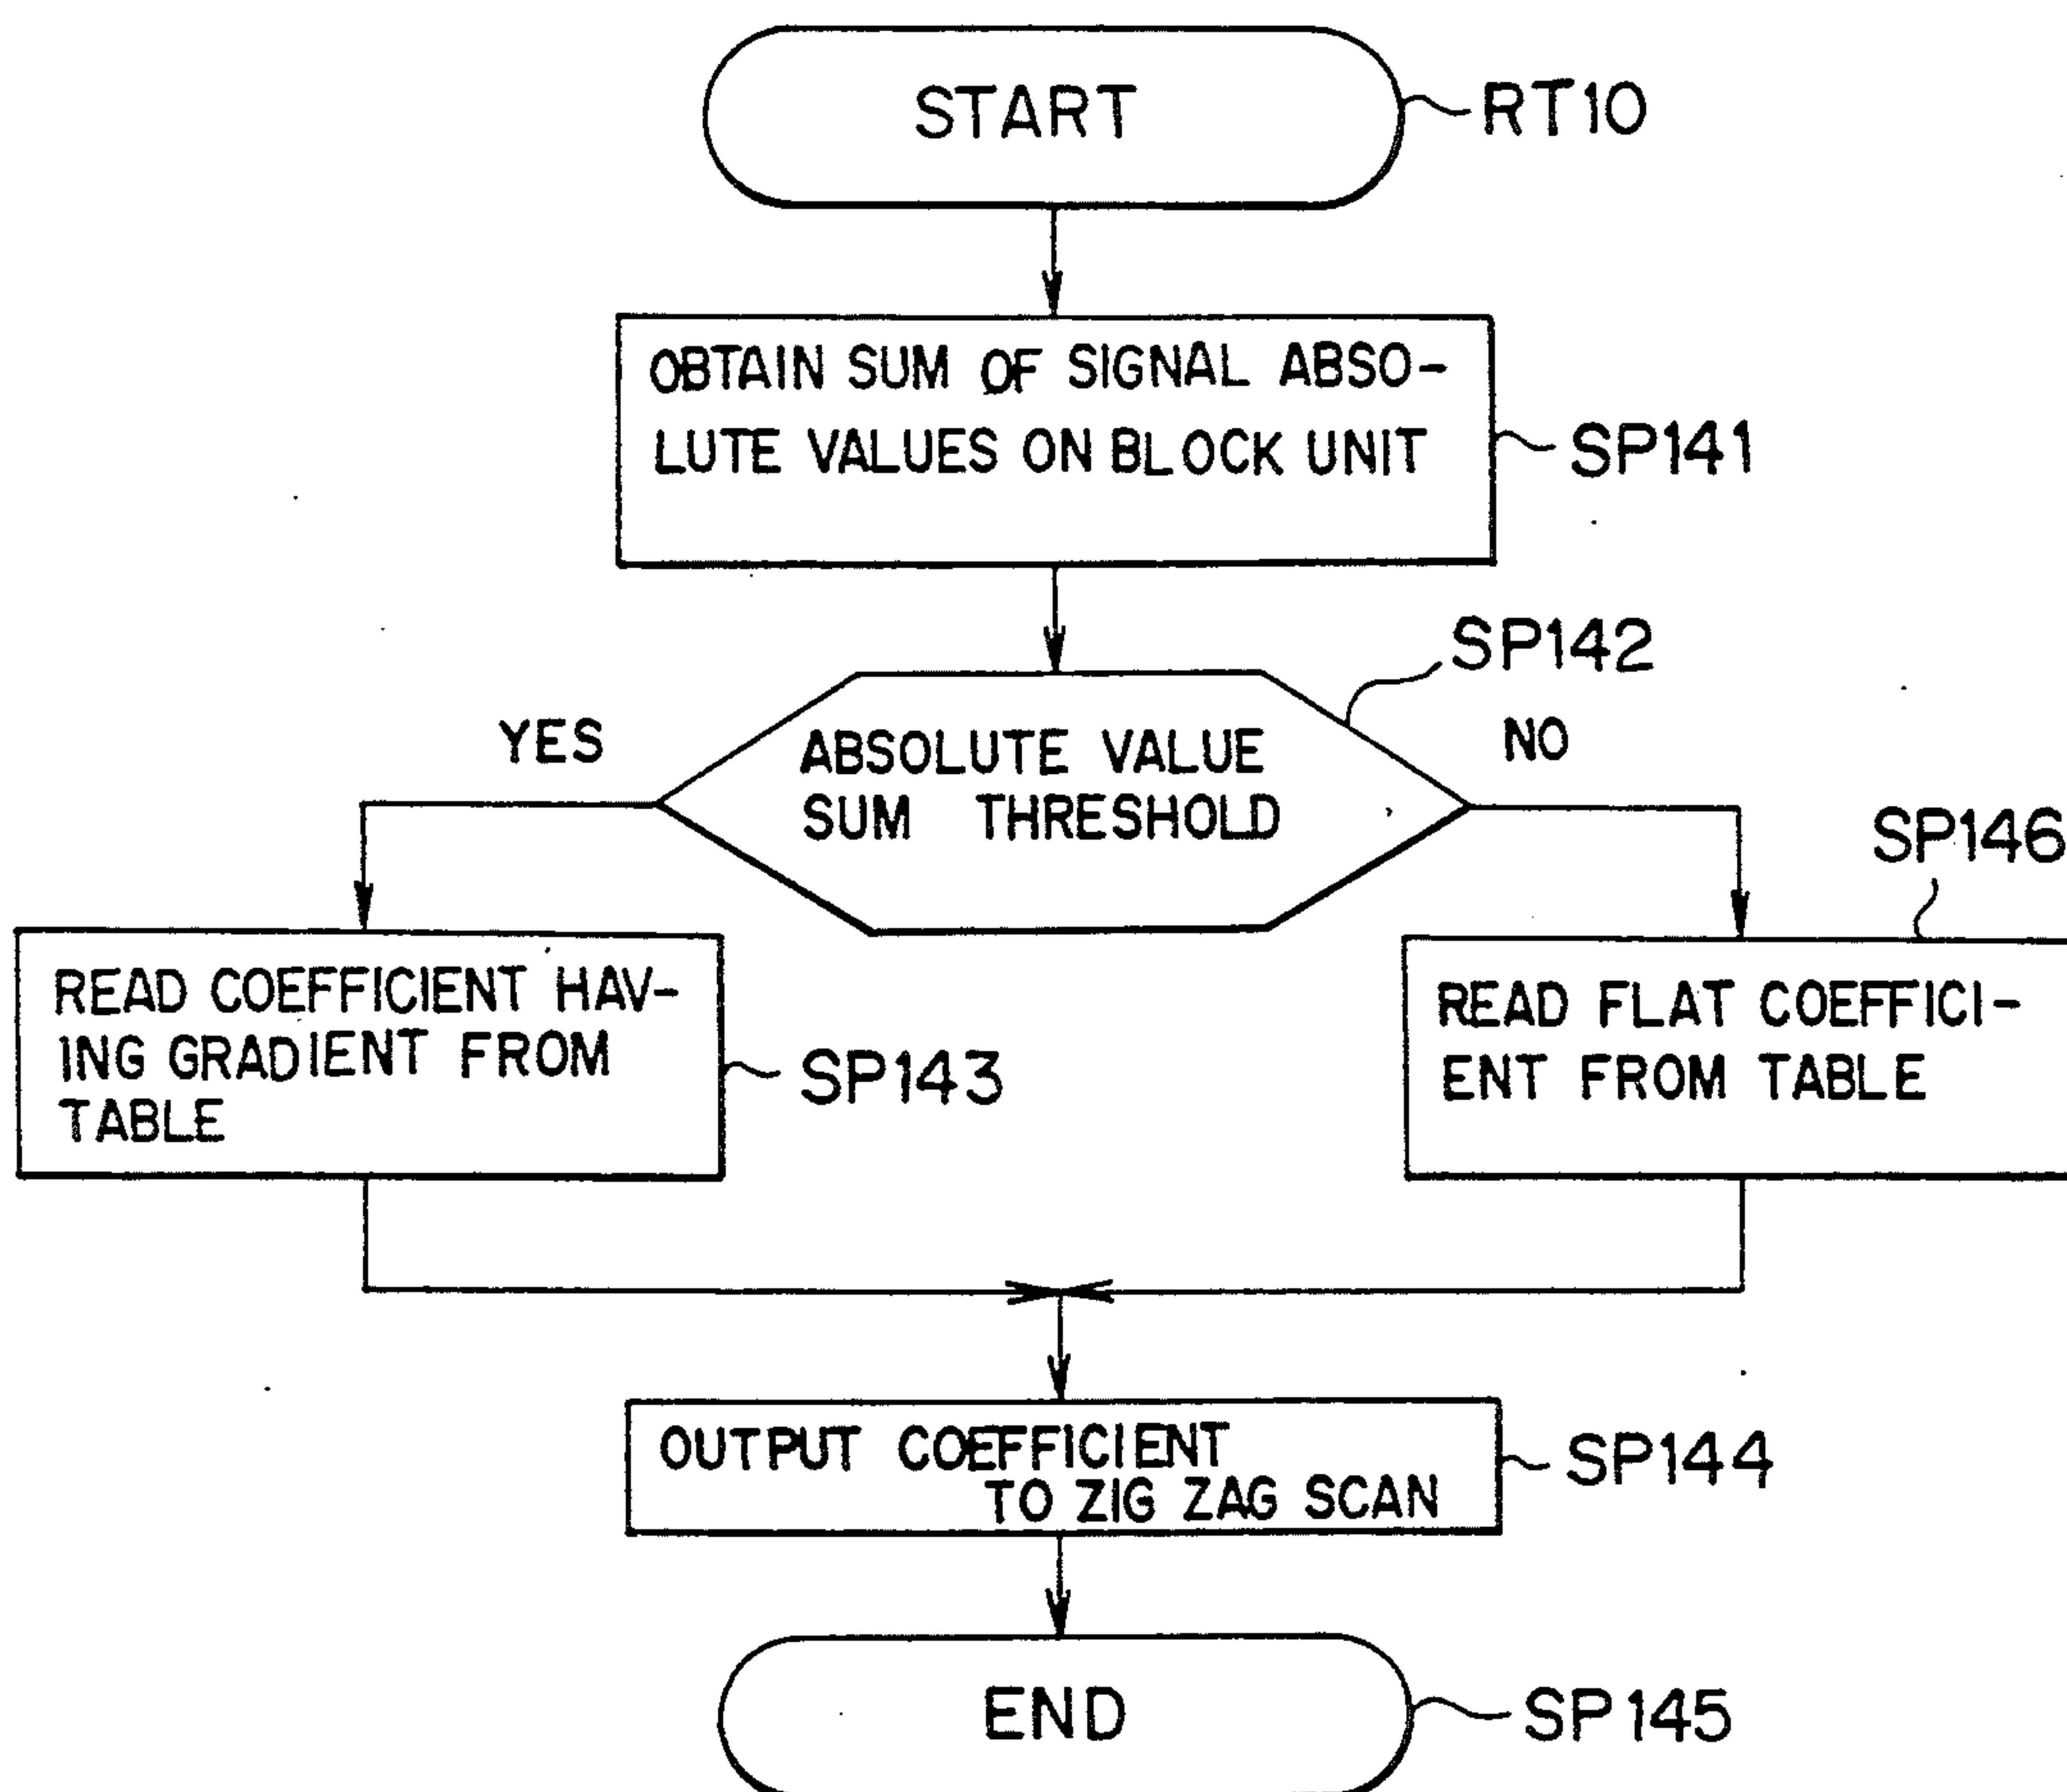 START
RT10
OBTAIN SUM OF SIGNAL ABSO-
LUTE VALUES ON BLOCK UNIT
SP141
SP142
YES
ABSOLUTE VALUE
SUM THRESHOLD
NO
SP146
READ COEFFICIENT HAV-
ING GRADIENT FROM
TABLE
SP143
READ FLAT COEFFICI-
ENT FROM TABLE
OUTPUT COEFFICIENT
TO ZIG ZAG SCAN
SP144
END
SP145